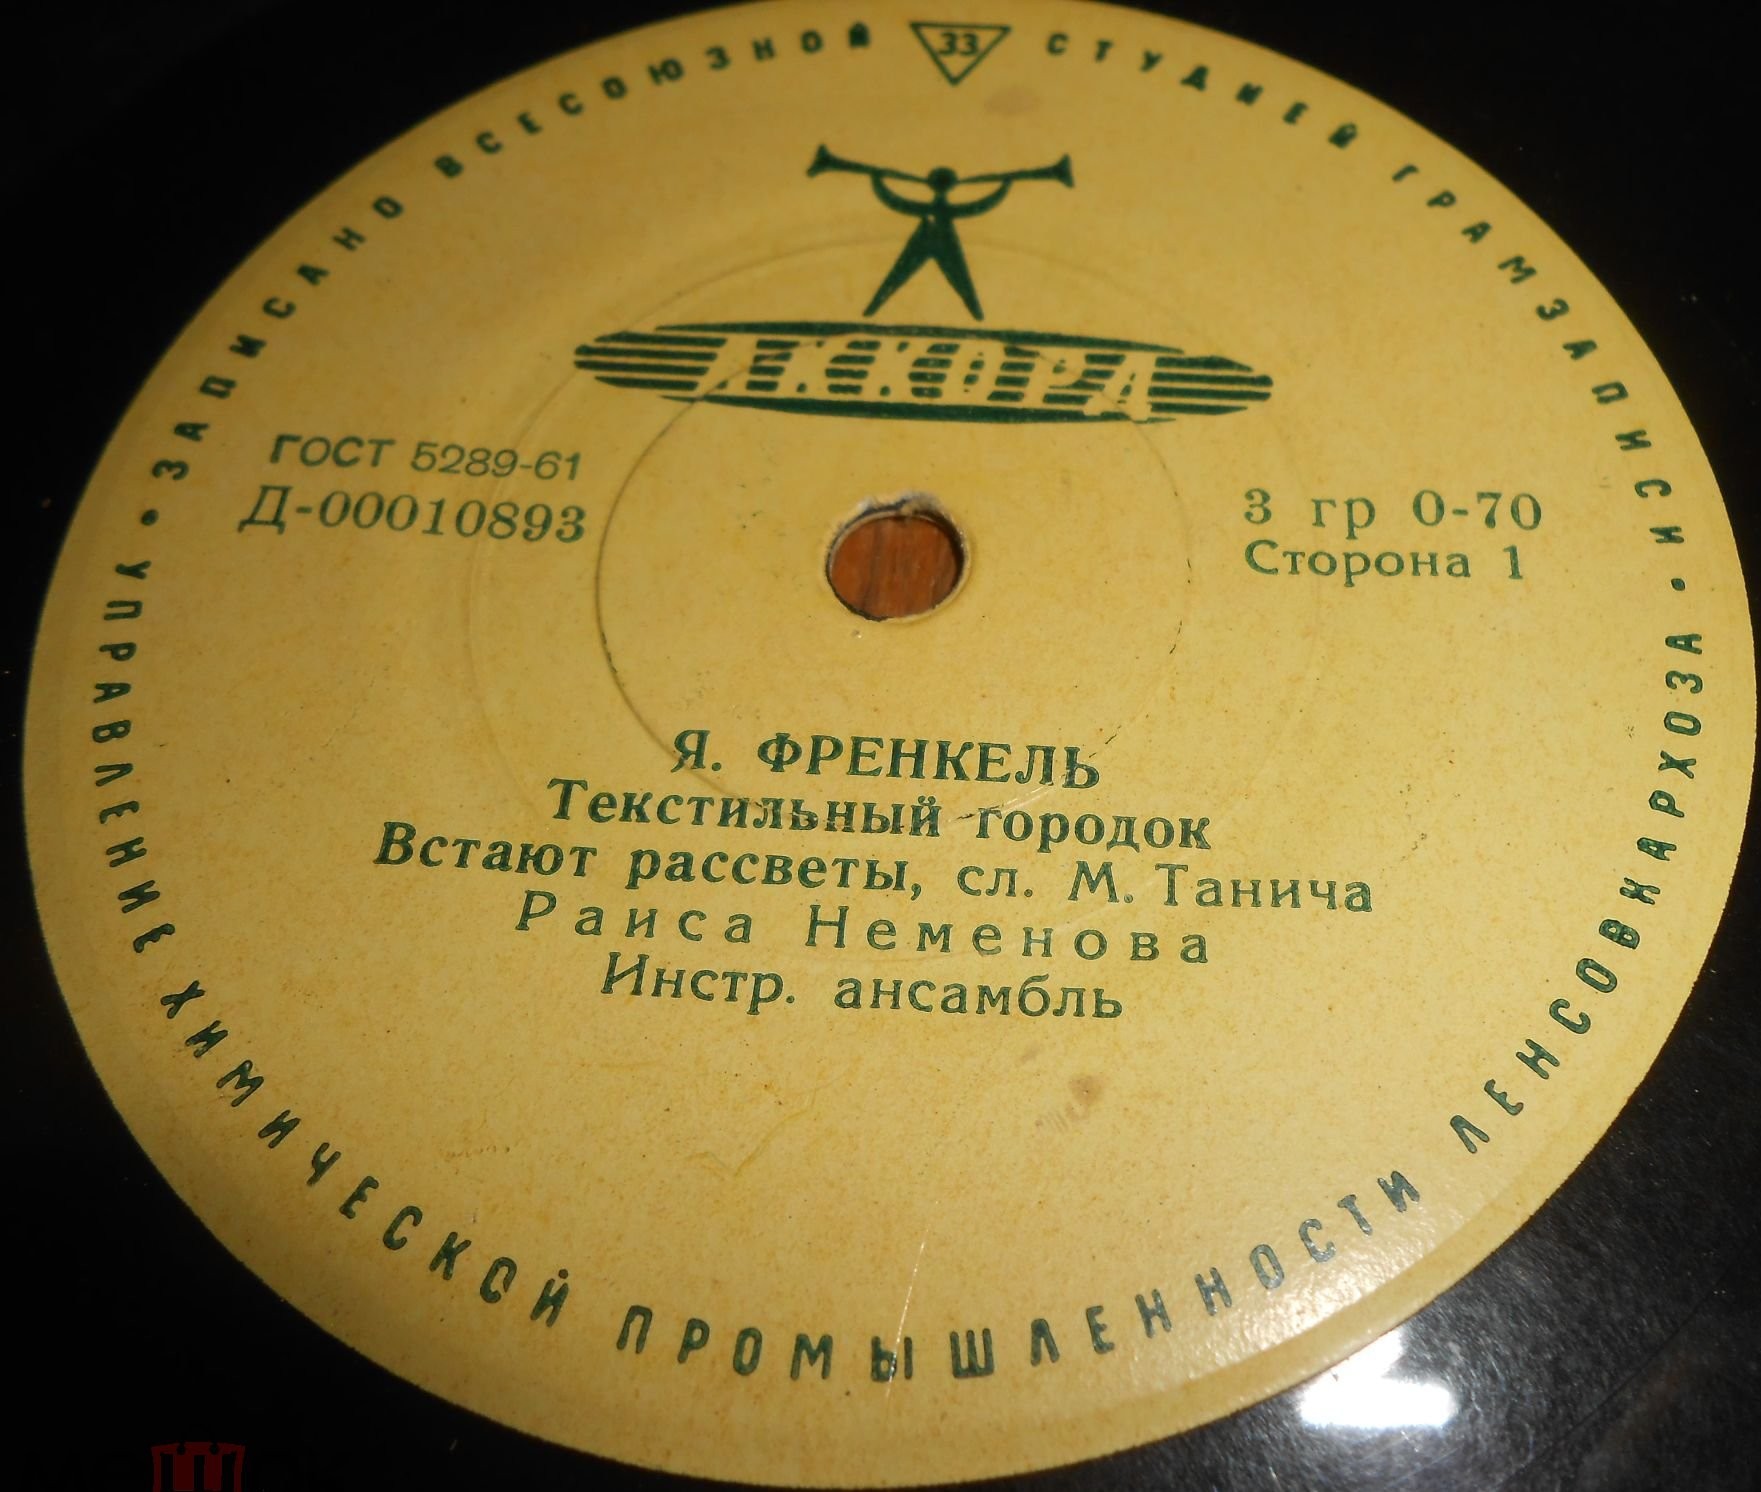 ЗАПИСАНО ВСЕСОЮЗНОЙ 33 СТУДИЕЙ ГРАМЗАПИСИ
АККОРД
ГОСТ 5289-61
Д-00010893
3 гр 0-70
Сторона 1
Я. ФРЕНКЕЛЬ
Текстильный городок
Встают рассветы, сл. М. Танича
Раиса Неменова
Инстр. ансамбль
УПРАВЛЕНИЕ ХИМИЧЕСКОЙ ПРОМЫШЛЕННОСТИ ЛЕНСОВНАРХОЗА